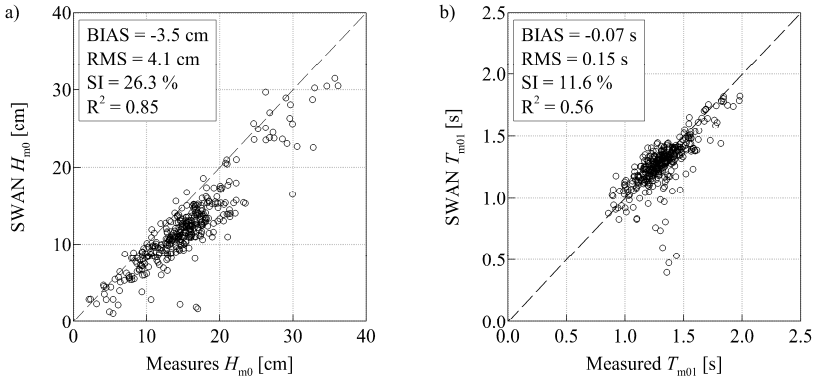 a)
BIAS = -3.5 cm
RMS = 4.1 cm
SI = 26.3 %
R² = 0.85
SWAN Hm0 [cm]
40
30
20
10
0
0 10 20 30 40
Measures Hm0 [cm]
b)
BIAS = -0.07 s
RMS = 0.15 s
SI = 11.6 %
R² = 0.56
SWAN Tm01 [s]
2.5
2.0
1.5
1.0
0.5
0.0
0.0 0.5 1.0 1.5 2.0 2.5
Measured Tm01 [s]